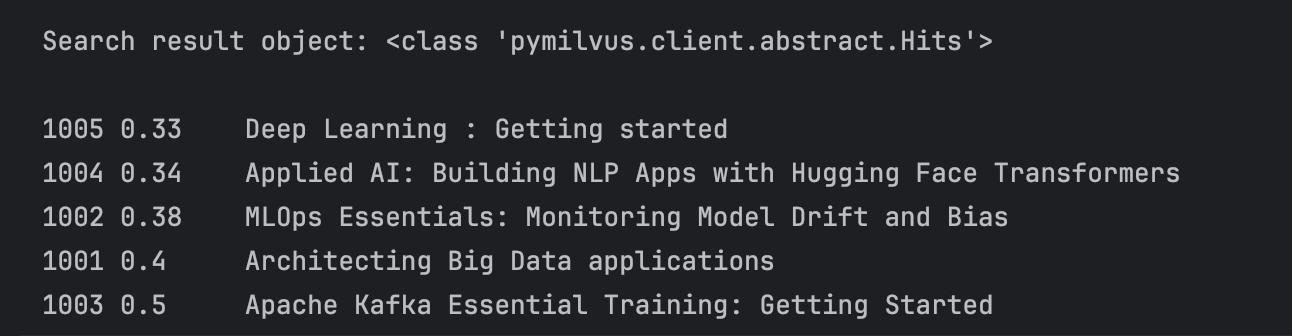 Search result object: <class 'pymilvus.client.abstract.Hits'>
1005 0.33    Deep Learning : Getting started
1004 0.34    Applied AI: Building NLP Apps with Hugging Face Transformers
1002 0.38    MLOps Essentials: Monitoring Model Drift and Bias
1001 0.4     Architecting Big Data applications
1003 0.5     Apache Kafka Essential Training: Getting Started